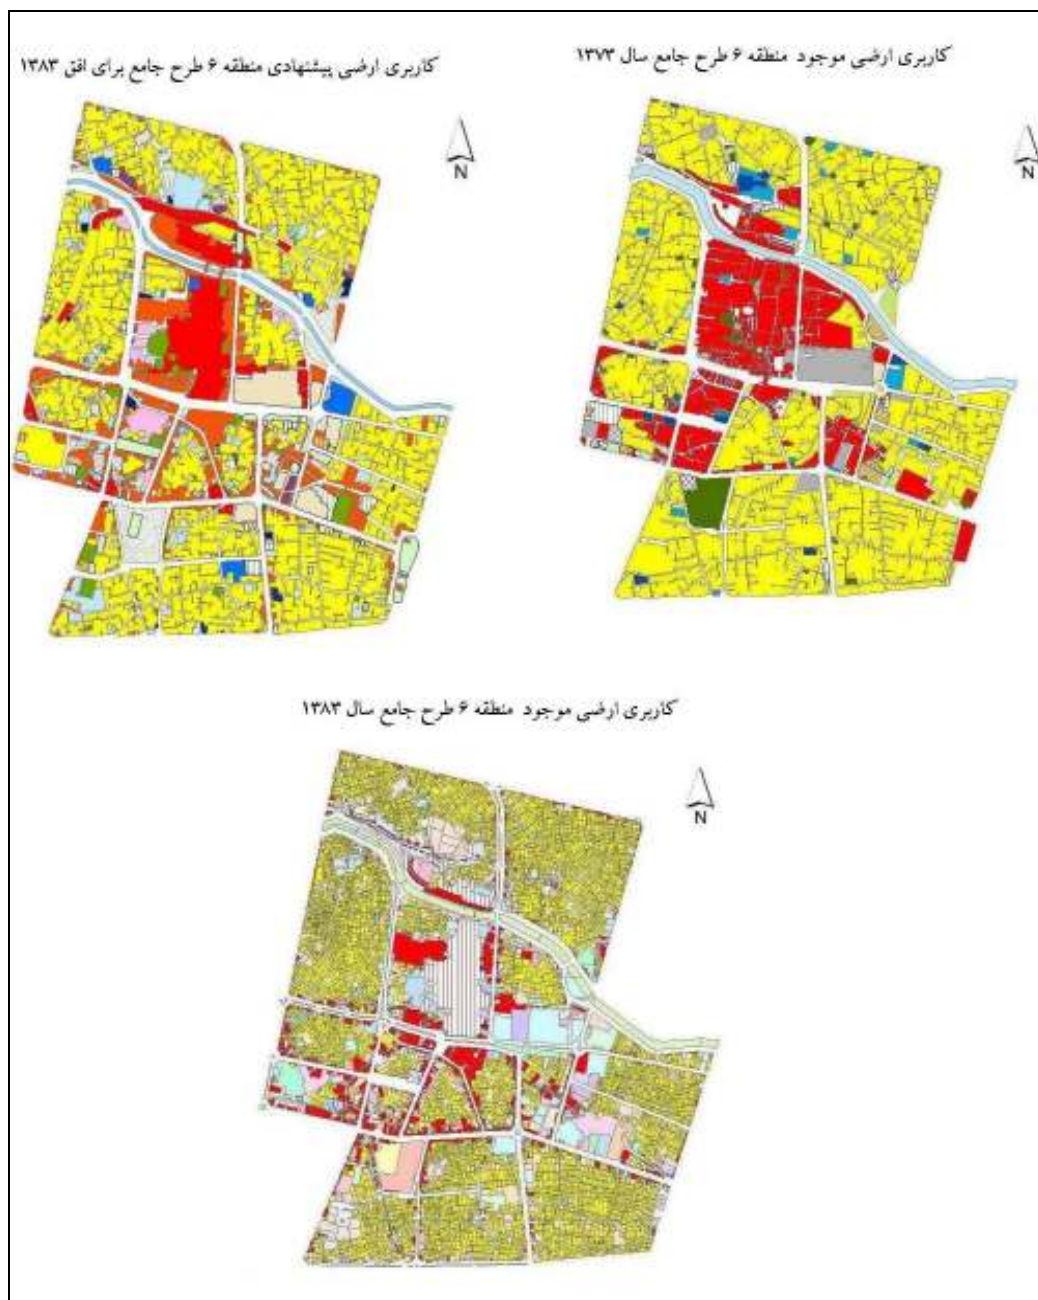 کاربری ارضی موجود منطقه ۶ طرح جامع سال ۱۳۷۳
کاربری ارضی پیشنهادی منطقه ۶ طرح جامع برای افق ۱۳۸۳
N
N
کاربری ارضی موجود منطقه ۶ طرح جامع سال ۱۳۸۳
N